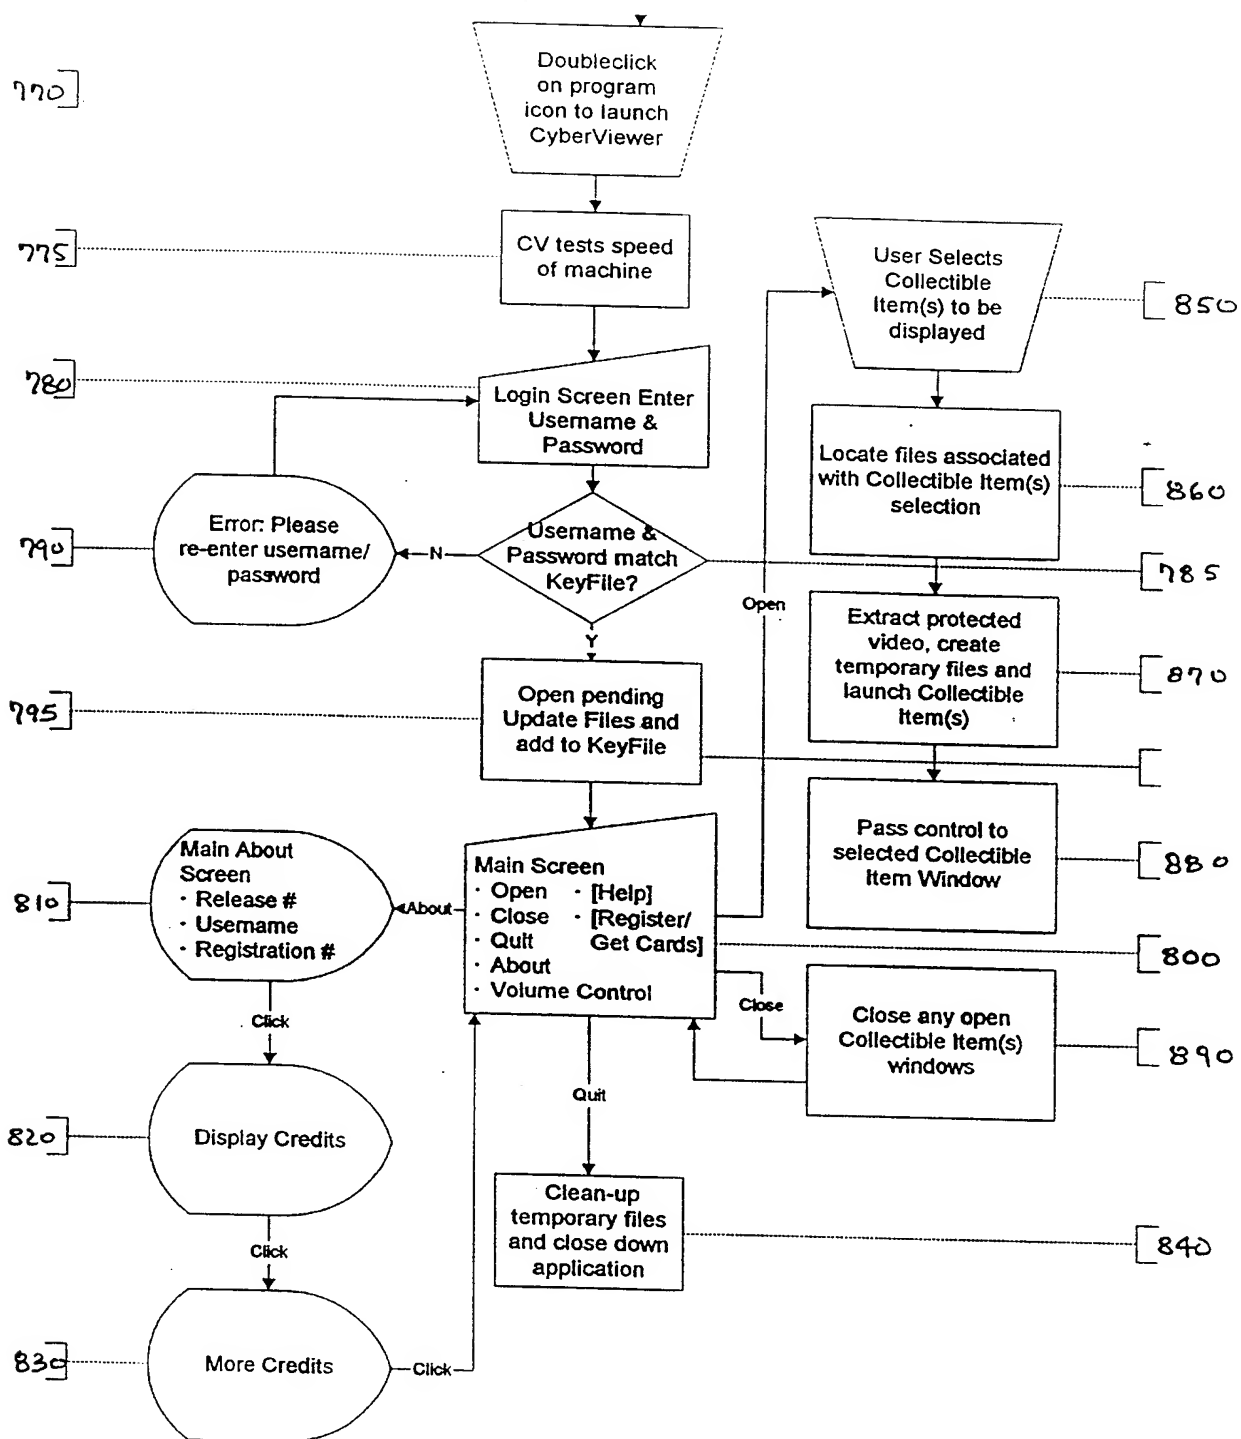 770
Doubleclick
on program
icon to launch
CyberViewer
775
CV tests speed
of machine
780
Login Screen Enter
Username &
Password
790
Error: Please
re-enter username/
password
N
Username &
Password match
KeyFile?
785
Y
795
Open pending
Update Files and
add to KeyFile
810
Main About
Screen
· Release #
· Username
· Registration #
About
Main Screen
· Open · [Help]
· Close · [Register/
· Quit Get Cards]
· About
· Volume Control
800
Click
820
Display Credits
Click
830
More Credits
Click
Quit
Clean-up
temporary files
and close down
application
840
Open
User Selects
Collectible
Item(s) to be
displayed
850
Locate files associated
with Collectible Item(s)
selection
860
Extract protected
video, create
temporary files and
launch Collectible
Item(s)
870
Pass control to
selected Collectible
Item Window
880
Close
Close any open
Collectible Item(s)
windows
890